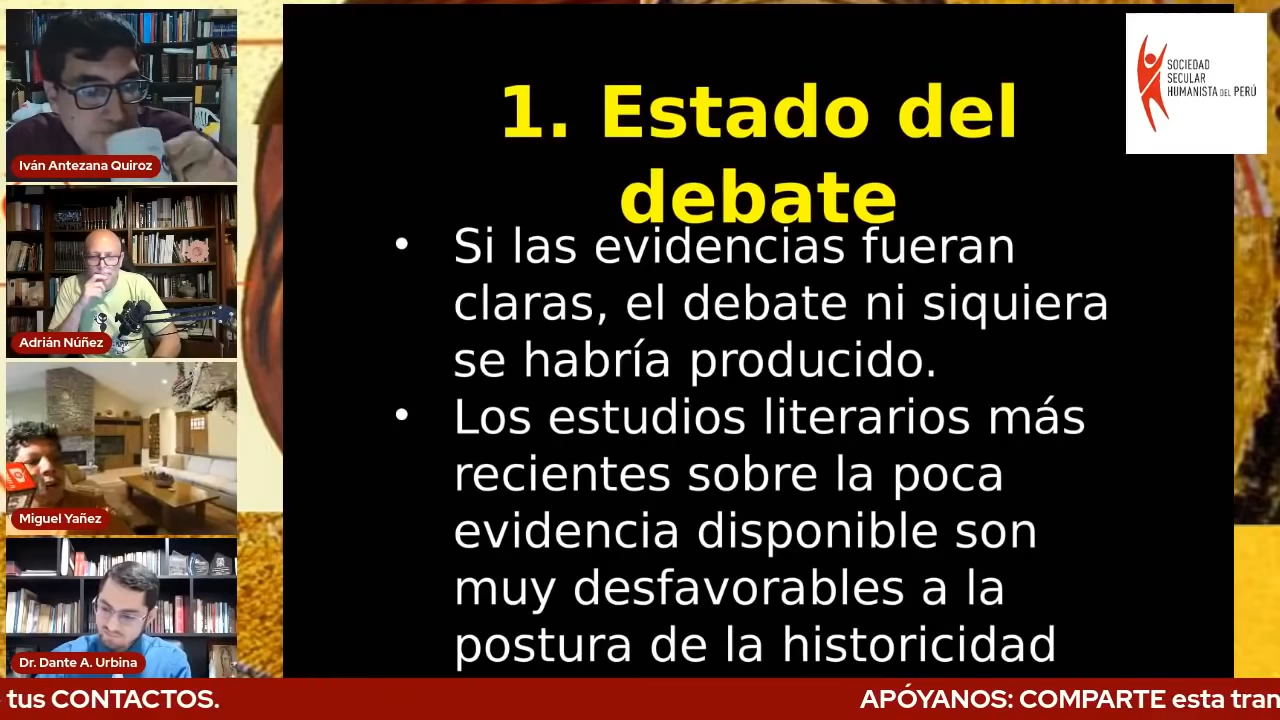 Iván Antezana Quiroz
Adrián Núñez
Miguel Yañez
Dr. Dante A. Urbina
1. Estado del
debate
• Si las evidencias fueran
claras, el debate ni siquiera
se habría producido.
• Los estudios literarios más
recientes sobre la poca
evidencia disponible son
muy desfavorables a la
postura de la historicidad
SOCIEDAD
SECULAR
HUMANISTA DEL PERÚ
tus CONTACTOS.
APÓYANOS: COMPARTE esta tran